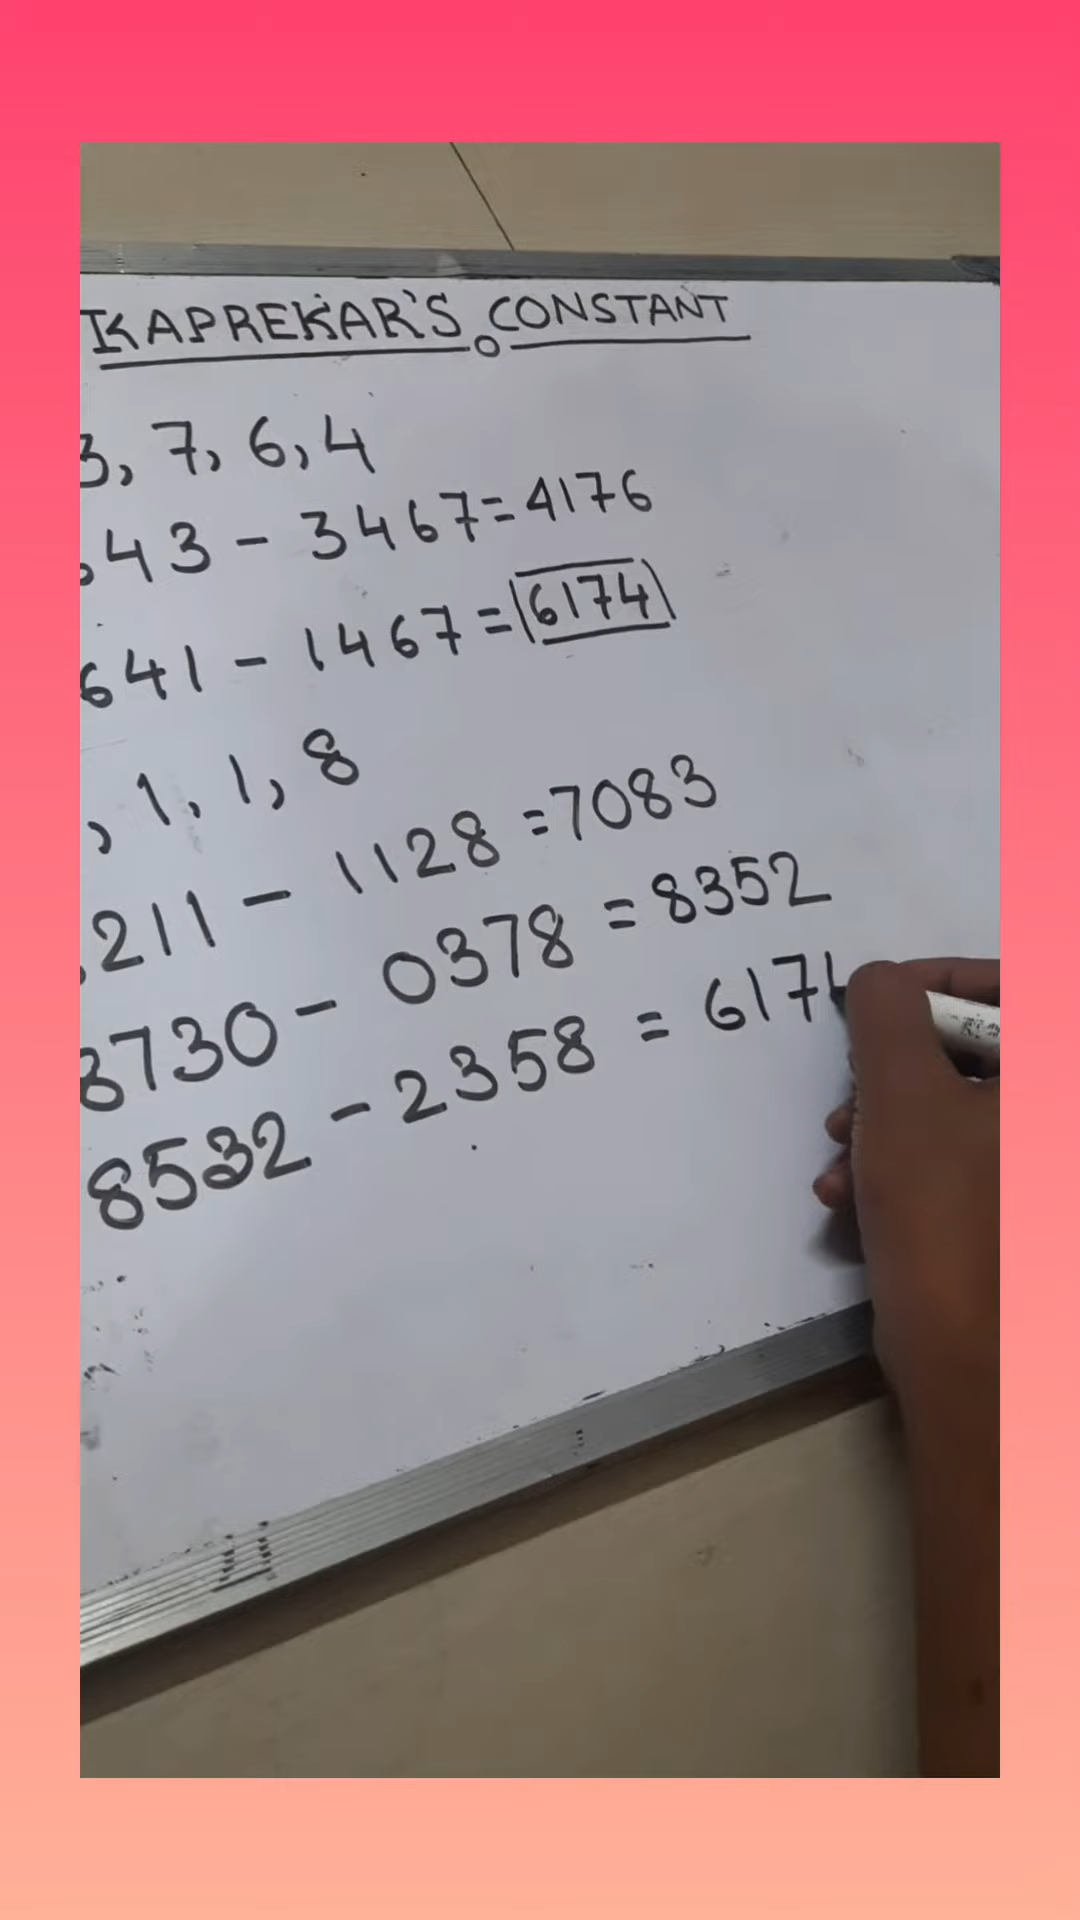 KAPREKAR'S CONSTANT
3, 7, 6, 4
643 - 3467 = 4176
641 - 1467 = 6174
, 1, 1, 8
211 - 1128 = 7083
8730 - 0378 = 8352
8532 - 2358 = 617